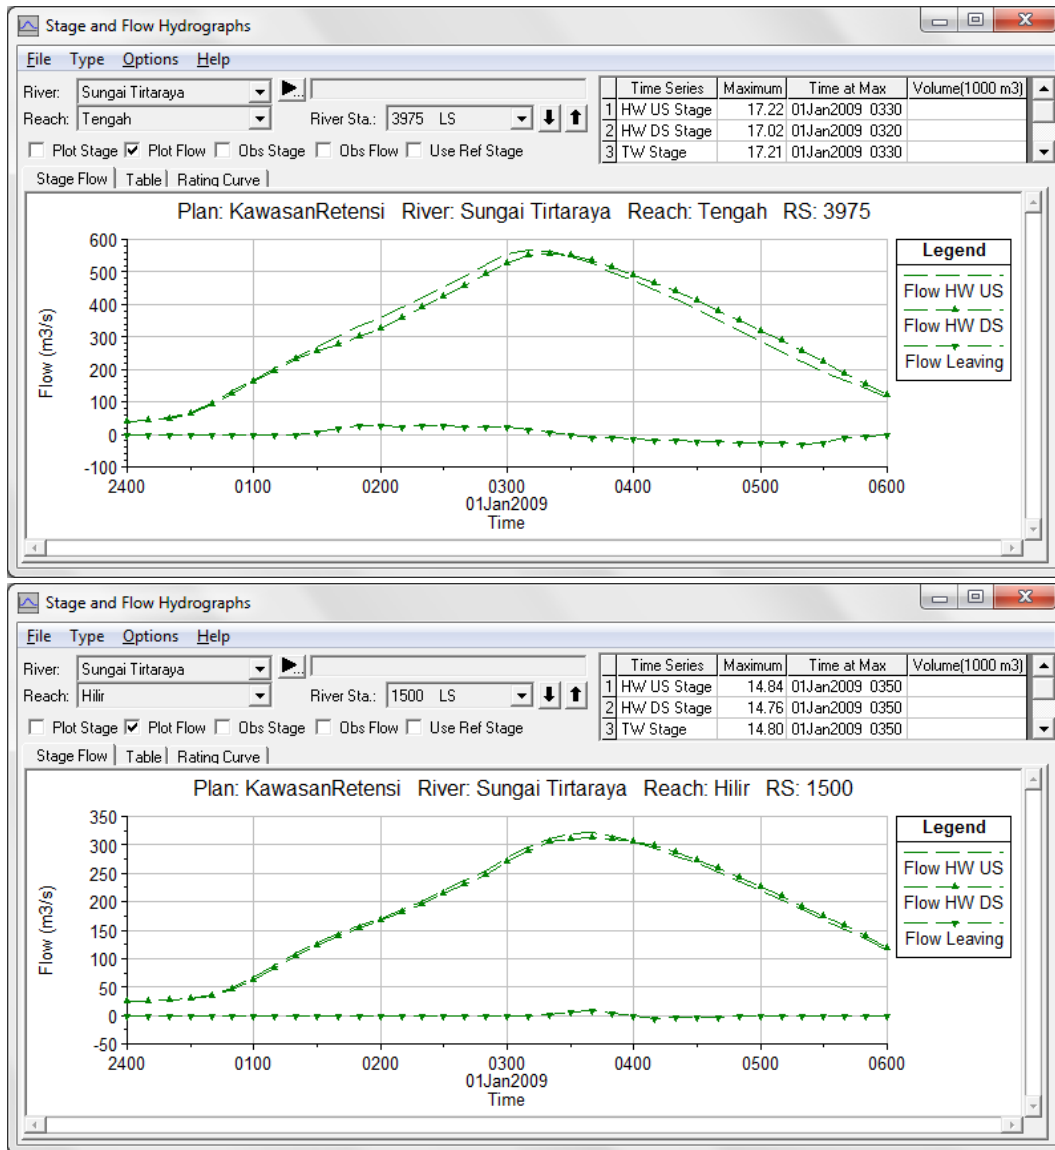 Stage and Flow Hydrographs
File Type Options Help
River: Sungai Tirtaraya
Reach: Tengah River Sta.: 3975 LS
Plot Stage Plot Flow Obs Stage Obs Flow Use Ref Stage
Time Series Maximum Time at Max Volume(1000 m3)
1 HW US Stage 17.22 01Jan2009 0330
2 HW DS Stage 17.02 01Jan2009 0320
3 TW Stage 17.21 01Jan2009 0330
Stage Flow Table Rating Curve
Plan: KawasanRetensi River: Sungai Tirtaraya Reach: Tengah RS: 3975
Flow (m3/s)
600
500
400
300
200
100
0
-100
2400 0100 0200 0300 0400 0500 0600
01Jan2009
Time
Legend
Flow HW US
Flow HW DS
Flow Leaving
Stage and Flow Hydrographs
File Type Options Help
River: Sungai Tirtaraya
Reach: Hilir River Sta.: 1500 LS
Plot Stage Plot Flow Obs Stage Obs Flow Use Ref Stage
Time Series Maximum Time at Max Volume(1000 m3)
1 HW US Stage 14.84 01Jan2009 0350
2 HW DS Stage 14.76 01Jan2009 0350
3 TW Stage 14.80 01Jan2009 0350
Stage Flow Table Rating Curve
Plan: KawasanRetensi River: Sungai Tirtaraya Reach: Hilir RS: 1500
Flow (m3/s)
350
300
250
200
150
100
50
0
-50
2400 0100 0200 0300 0400 0500 0600
01Jan2009
Time
Legend
Flow HW US
Flow HW DS
Flow Leaving